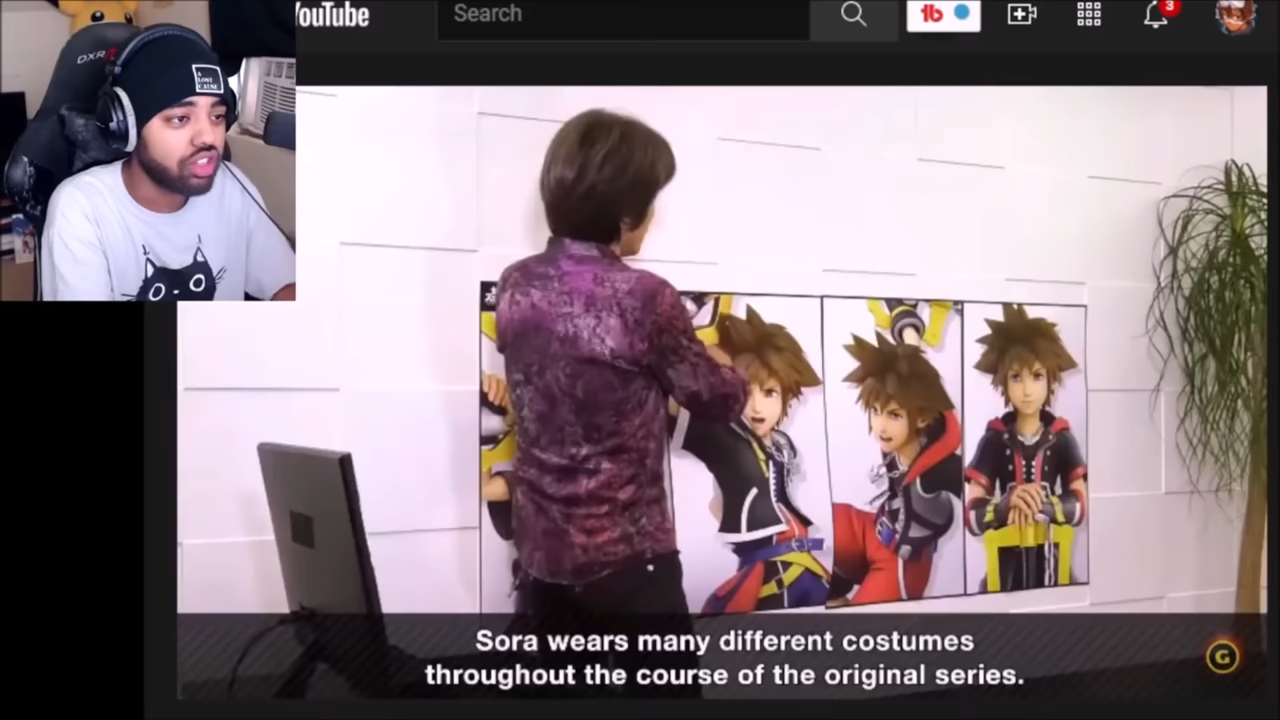 YouTube
Search
3
DXR
A
LOST
CAUSE
Sora wears many different costumes
throughout the course of the original series.
G